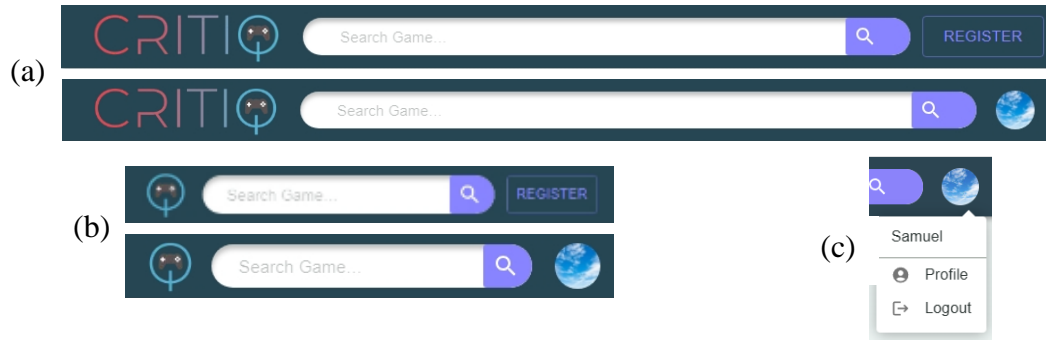 (a)
CRITIQ
Search Game...
REGISTER
CRITIQ
Search Game...
(b)
Search Game...
REGISTER
Search Game...
(c)
Samuel
Profile
Logout